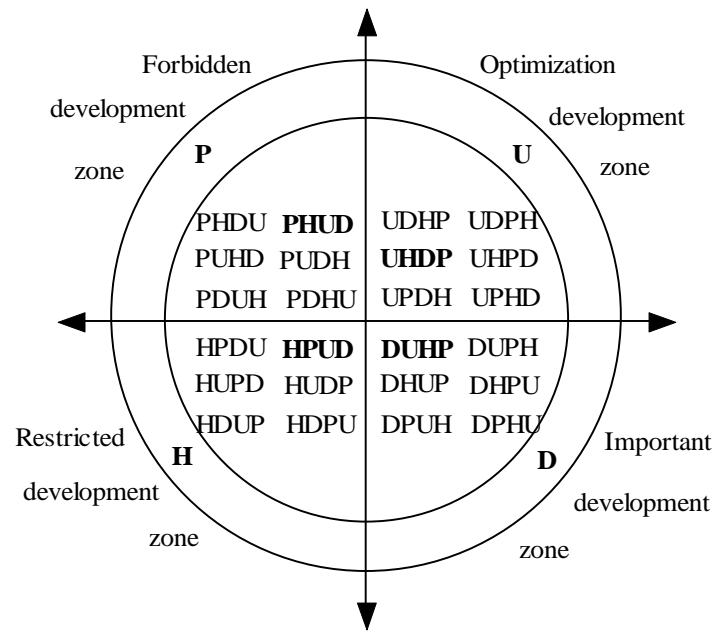 Forbidden
development
zone
P
Optimization
development
zone
U
PHDU PHUD UDHP UDPH
PUHD PUDH UHDP UHPD
PDUH PDHU UPDH UPHD
HPDU HPUD DUHP DUPH
HUPD HUDP DHUP DHPU
HDUP HDPU DPUH DPHU
Restricted
development
zone
H
Important
development
zone
D